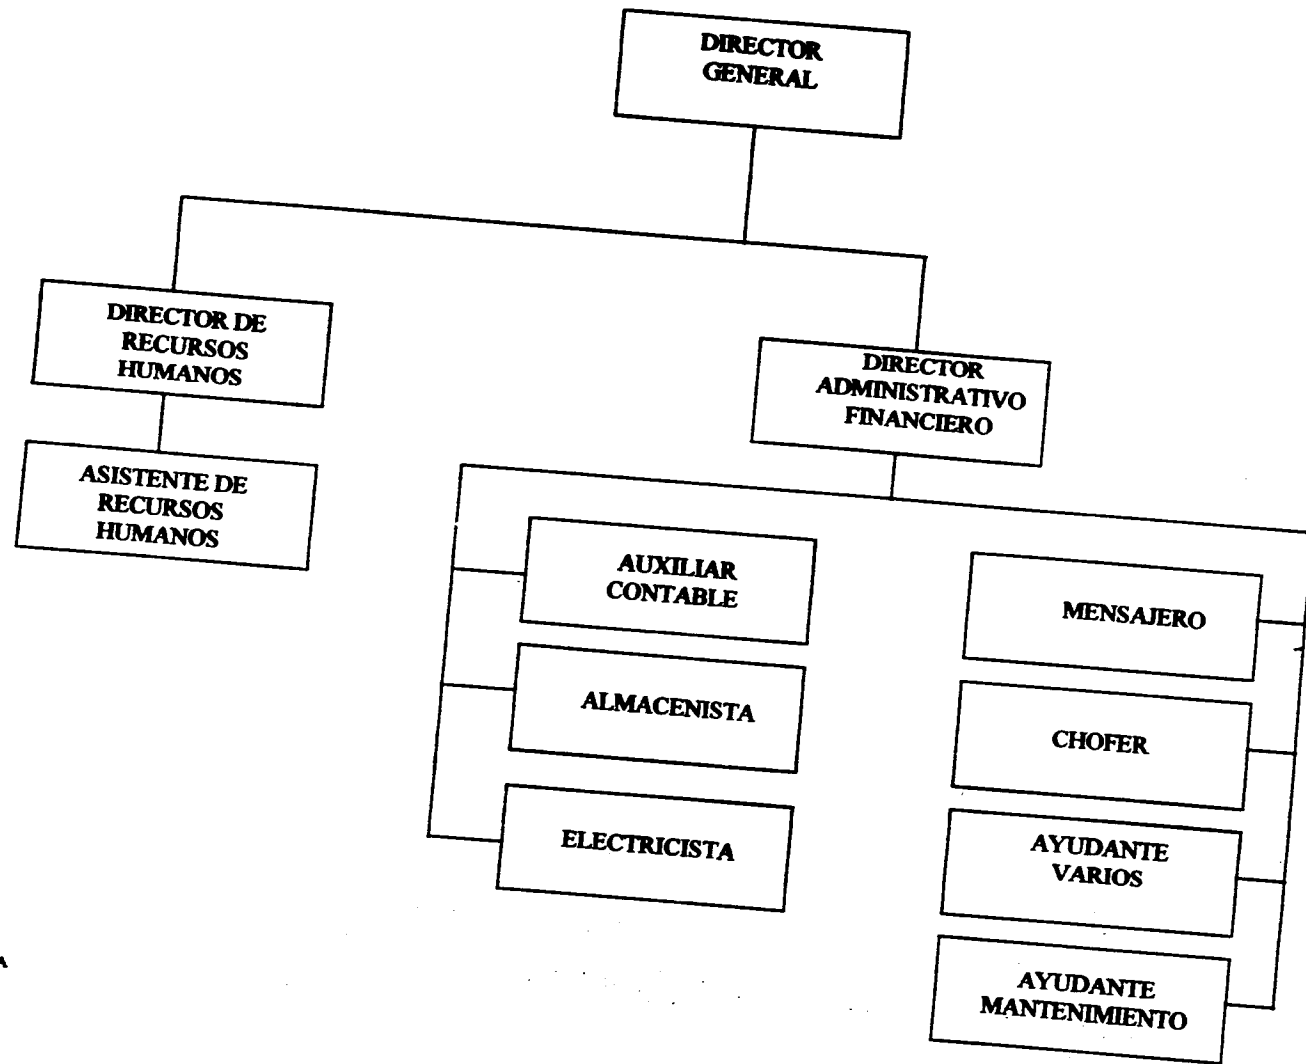 DIRECTOR
GENERAL
DIRECTOR DE
RECURSOS
HUMANOS
DIRECTOR
ADMINISTRATIVO
FINANCIERO
ASISTENTE DE
RECURSOS
HUMANOS
AUXILIAR
CONTABLE
ALMACENISTA
ELECTRICISTA
MENSAJERO
CHOFER
AYUDANTE
VARIOS
AYUDANTE
MANTENIMIENTO